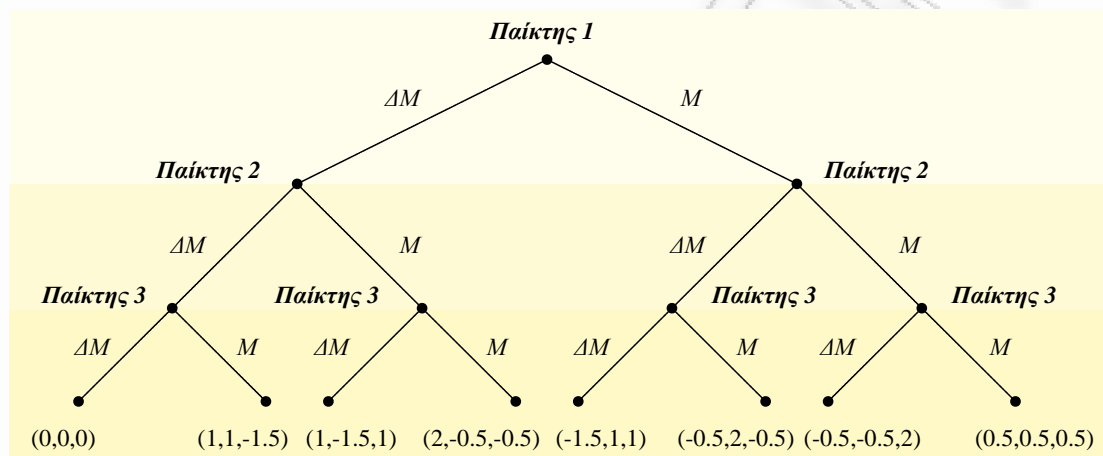 Παίκτης 1
ΔΜ Μ
Παίκτης 2 Παίκτης 2
ΔΜ Μ ΔΜ Μ
Παίκτης 3 Παίκτης 3 Παίκτης 3 Παίκτης 3
ΔΜ Μ ΔΜ Μ ΔΜ Μ ΔΜ Μ
(0,0,0) (1,1,-1.5) (1,-1.5,1) (2,-0.5,-0.5) (-1.5,1,1) (-0.5,2,-0.5) (-0.5,-0.5,2) (0.5,0.5,0.5)